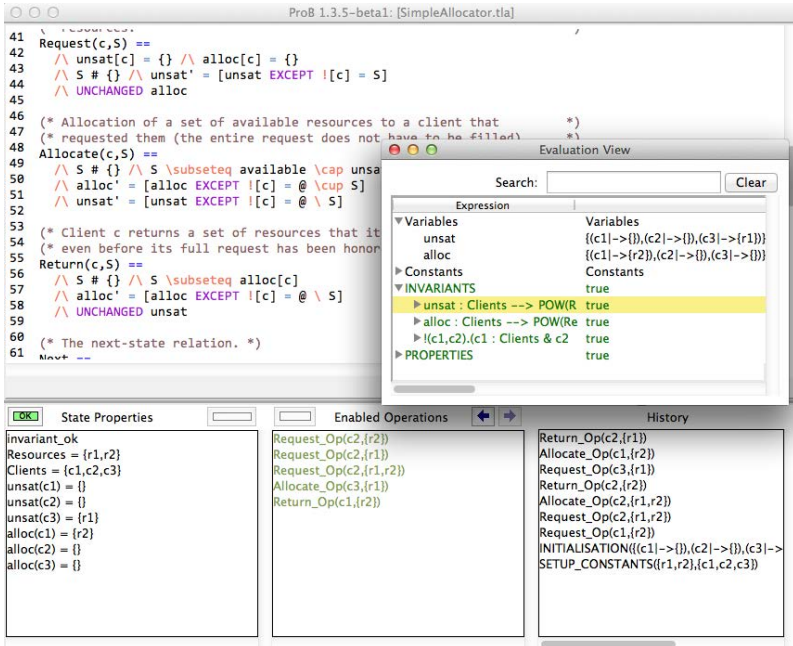 ProB 1.3.5-beta1: [SimpleAllocator.tla]
41
42 Request(c,S) ==
43 /\ unsat[c] = {} /\ alloc[c] = {}
44 /\ S # {} /\ unsat' = [unsat EXCEPT ![c] = S]
45 /\ UNCHANGED alloc
46
47 (* Allocation of a set of available resources to a client that *)
48 (* requested them (the entire request does not have to be filled) *)
49 Allocate(c,S) ==
50 /\ S # {} /\ S \subseteq available \cap unsa
51 /\ alloc' = [alloc EXCEPT ![c] = @ \cup S]
52 /\ unsat' = [unsat EXCEPT ![c] = @ \ S]
53
54 (* Client c returns a set of resources that it
55 (* even before its full request has been honor
56 Return(c,S) ==
57 /\ S # {} /\ S \subseteq alloc[c]
58 /\ alloc' = [alloc EXCEPT ![c] = @ \ S]
59 /\ UNCHANGED unsat
60
61 (* The next-state relation. *)
Next ==
Evaluation View
Search:
Clear
Expression
Variables Variables
unsat {(c1|->{}),(c2|->{}),(c3|->{r1})}
alloc {(c1|->{r2}),(c2|->{}),(c3|->{})}
Constants Constants
INVARIANTS true
unsat : Clients --> POW(R true
alloc : Clients --> POW(Re true
!(c1,c2).(c1 : Clients & c2 true
PROPERTIES true
OK State Properties
invariant_ok
Resources = {r1,r2}
Clients = {c1,c2,c3}
unsat(c1) = {}
unsat(c2) = {}
unsat(c3) = {r1}
alloc(c1) = {r2}
alloc(c2) = {}
alloc(c3) = {}
Enabled Operations
Request_Op(c2,{r2})
Request_Op(c2,{r1})
Request_Op(c2,{r1,r2})
Allocate_Op(c3,{r1})
Return_Op(c1,{r2})
History
Return_Op(c2,{r1})
Allocate_Op(c1,{r2})
Request_Op(c3,{r1})
Return_Op(c2,{r2})
Allocate_Op(c2,{r1,r2})
Request_Op(c2,{r1,r2})
Request_Op(c1,{r2})
INITIALISATION({(c1|->{}),(c2|->{}),(c3|->
SETUP_CONSTANTS({r1,r2},{c1,c2,c3})